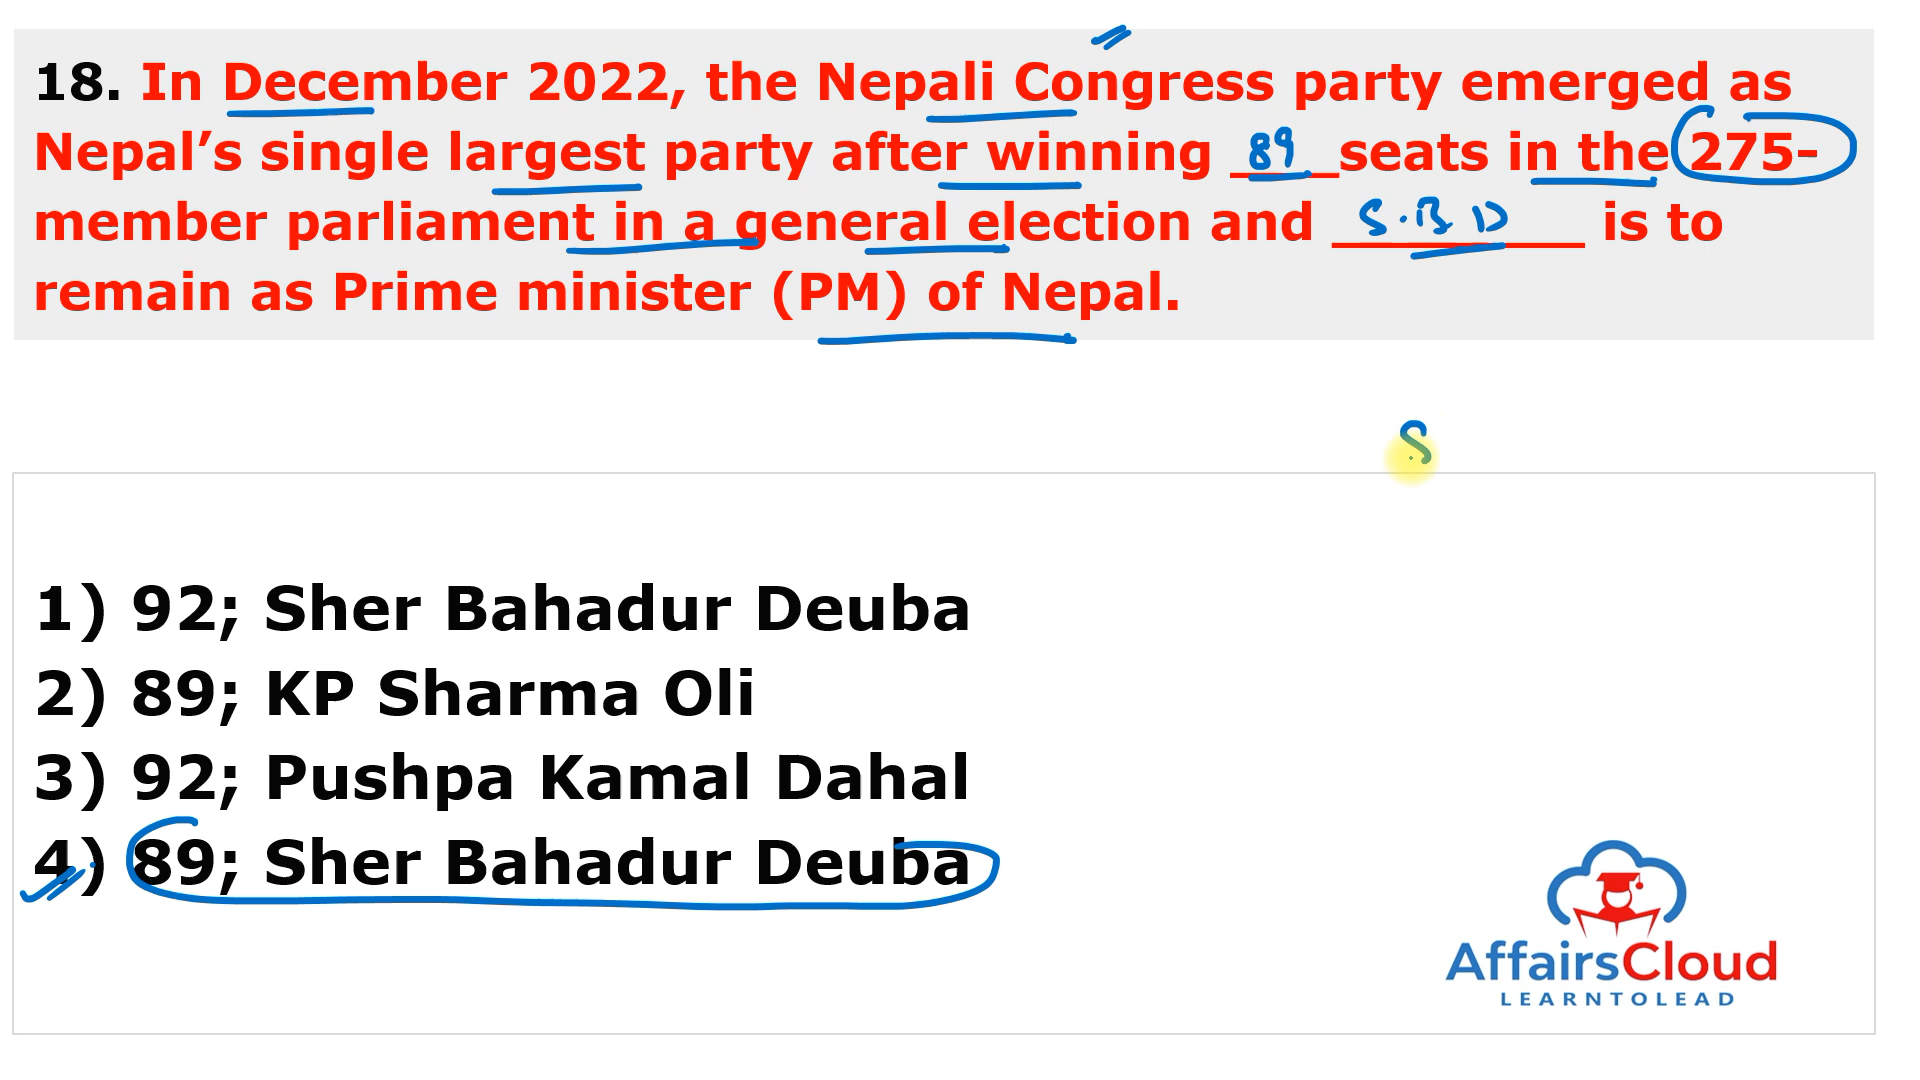 18. In December 2022, the Nepali Congress party emerged as
Nepal’s single largest party after winning 89 seats in the 275-
member parliament in a general election and S.B D is to
remain as Prime minister (PM) of Nepal.
S
1) 92; Sher Bahadur Deuba
2) 89; KP Sharma Oli
3) 92; Pushpa Kamal Dahal
4) 89; Sher Bahadur Deuba
AffairsCloud
LEARNTOLEAD